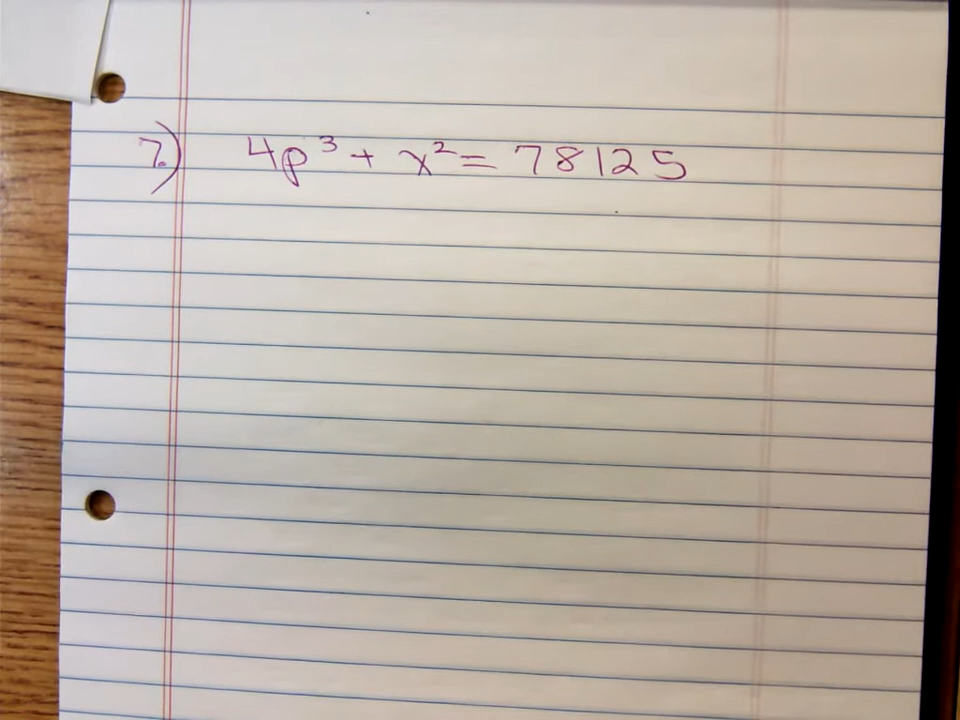 7.) 4p³ + x² = 78125